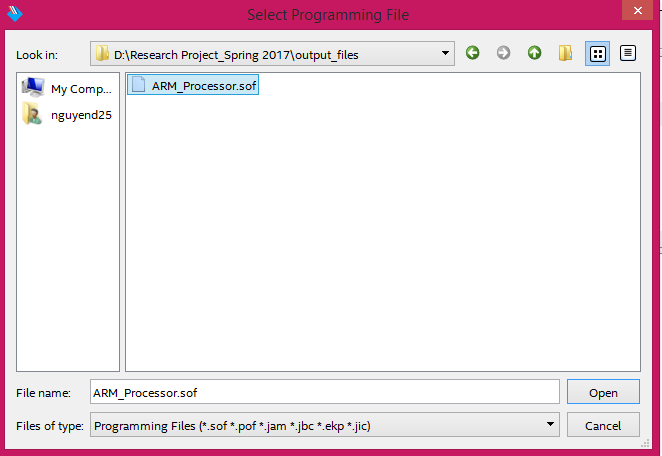 Select Programming File
Look in: D:\Research Project_Spring 2017\output_files
My Comp... ARM_Processor.sof
nguyend25
File name: ARM_Processor.sof Open
Files of type: Programming Files (*.sof *.pof *.jam *.jbc *.ekp *.jic) Cancel